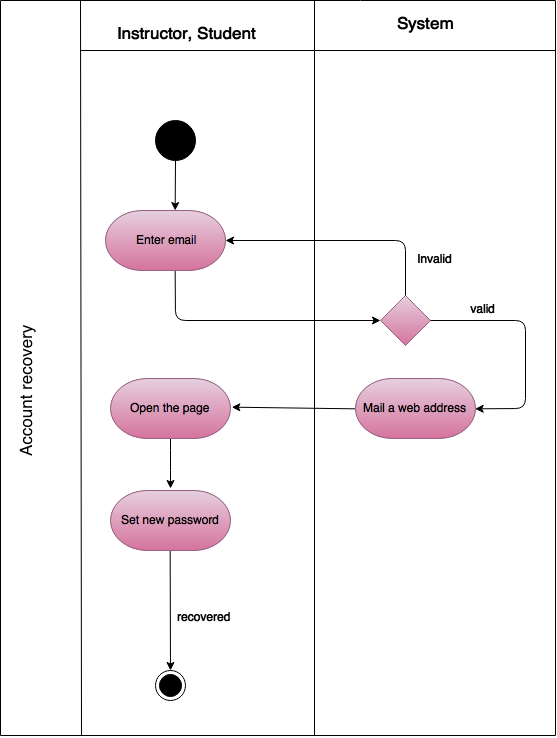 Instructor, Student
System
Account recovery
Enter email
Invalid
valid
Open the page
Mail a web address
Set new password
recovered